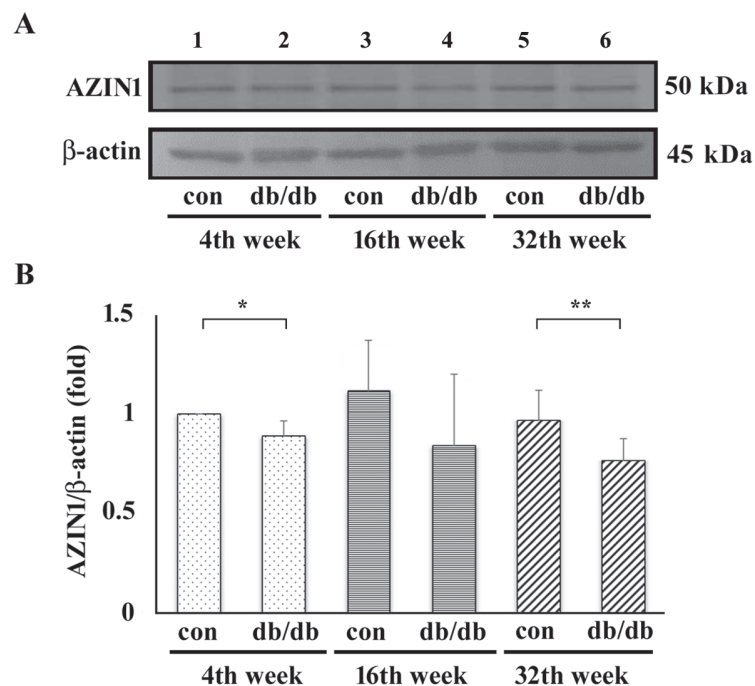 A
1 2 3 4 5 6
AZIN1
50 kDa
β-actin
45 kDa
con db/db con db/db con db/db
4th week 16th week 32th week
B
AZIN1/β-actin (fold)
1.5
1
0.5
0
* **
con db/db con db/db con db/db
4th week 16th week 32th week